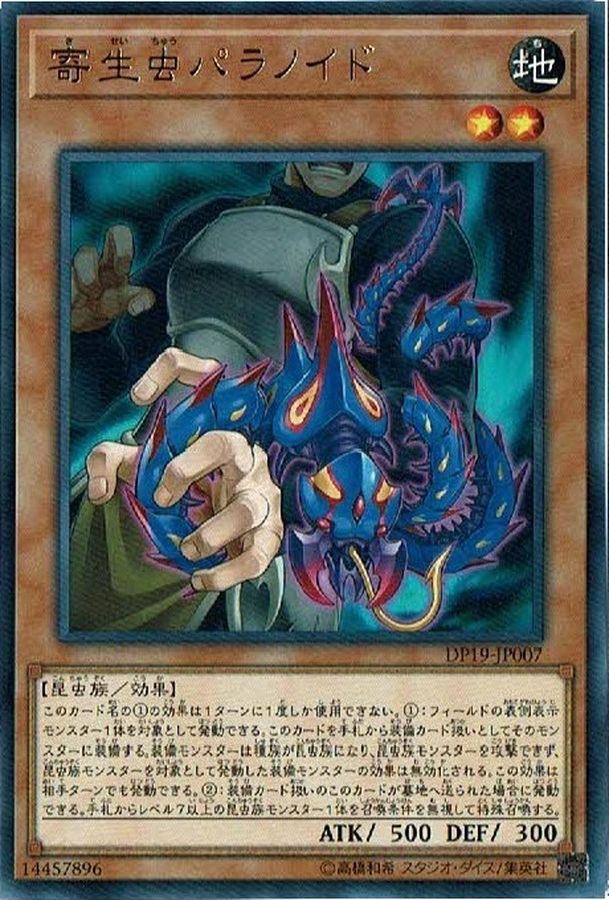 寄生虫パラノイド
地
DP19-JP007
【昆虫族／効果】
このカード名の①の効果は１ターンに１度しか使用できない。①：フィールドの表側表示
モンスター１体を対象として発動できる。このカードを手札から装備カード扱いとしてそのモン
スターに装備する。装備モンスターは種族が昆虫族になり、昆虫族モンスターを攻撃できず、
昆虫族モンスターを対象として発動した装備モンスターの効果は無効化される。この効果は
相手ターンでも発動できる。②：装備カード扱いのこのカードが墓地へ送られた場合に発動
できる。手札からレベル７以上の昆虫族モンスター１体を召喚条件を無視して特殊召喚する。
ATK/ 500 DEF/ 300
14457896
©高橋和希 スタジオ・ダイス/集英社